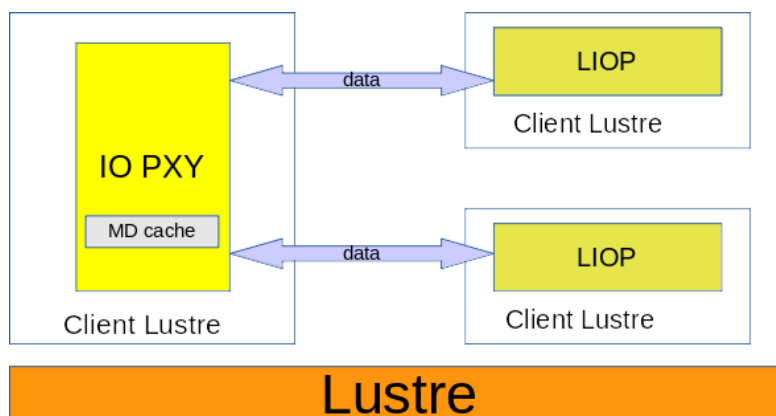 IO PXY
MD cache
Client Lustre
data
LIOP
Client Lustre
data
LIOP
Client Lustre
Lustre